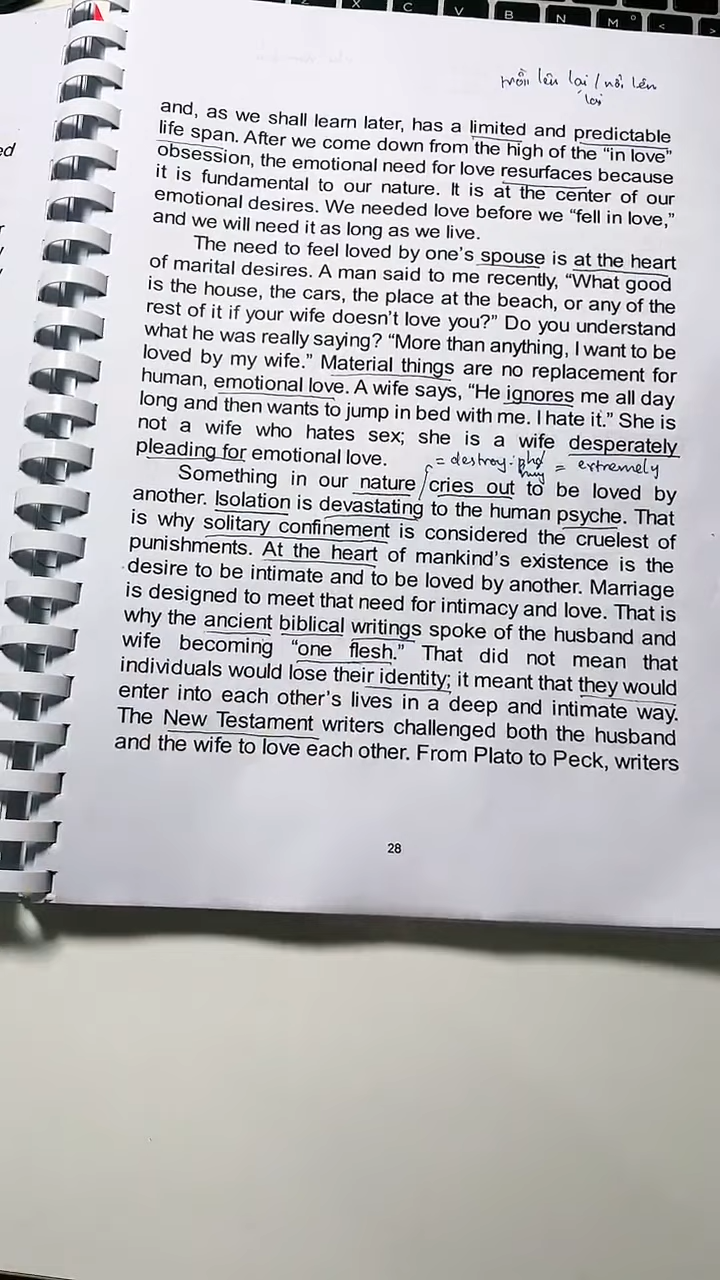 X C V B N M < >
ed
trồi lên lại / nổi lên
lại
and, as we shall learn later, has a limited and predictable
life span. After we come down from the high of the “in love”
obsession, the emotional need for love resurfaces because
it is fundamental to our nature. It is at the center of our
emotional desires. We needed love before we “fell in love,”
and we will need it as long as we live.
The need to feel loved by one’s spouse is at the heart
of marital desires. A man said to me recently, “What good
is the house, the cars, the place at the beach, or any of the
rest of it if your wife doesn’t love you?” Do you understand
what he was really saying? “More than anything, I want to be
loved by my wife.” Material things are no replacement for
human, emotional love. A wife says, “He ignores me all day
long and then wants to jump in bed with me. I hate it.” She is
not a wife who hates sex; she is a wife desperately
pleading for emotional love.
= destroy: phá huỷ = extremely
Something in our nature cries out to be loved by
another. Isolation is devastating to the human psyche. That
is why solitary confinement is considered the cruelest of
punishments. At the heart of mankind’s existence is the
desire to be intimate and to be loved by another. Marriage
is designed to meet that need for intimacy and love. That is
why the ancient biblical writings spoke of the husband and
wife becoming “one flesh.” That did not mean that
individuals would lose their identity; it meant that they would
enter into each other’s lives in a deep and intimate way.
The New Testament writers challenged both the husband
and the wife to love each other. From Plato to Peck, writers
28